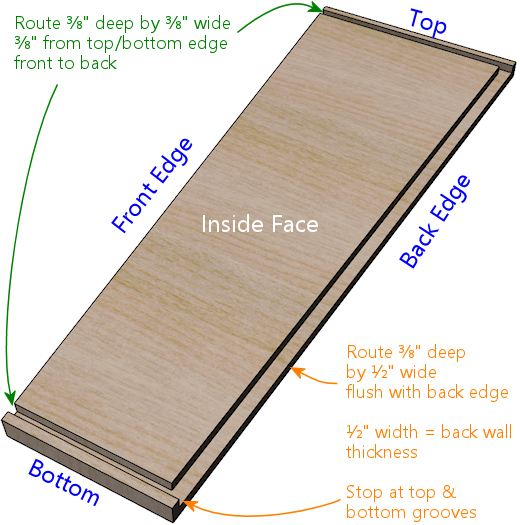 Route ⅜" deep by ⅜" wide
⅜" from top/bottom edge
front to back
Top
Front Edge
Inside Face
Back Edge
Route ⅜" deep
by ½" wide
flush with back edge
½" width = back wall
thickness
Bottom
Stop at top &
bottom grooves